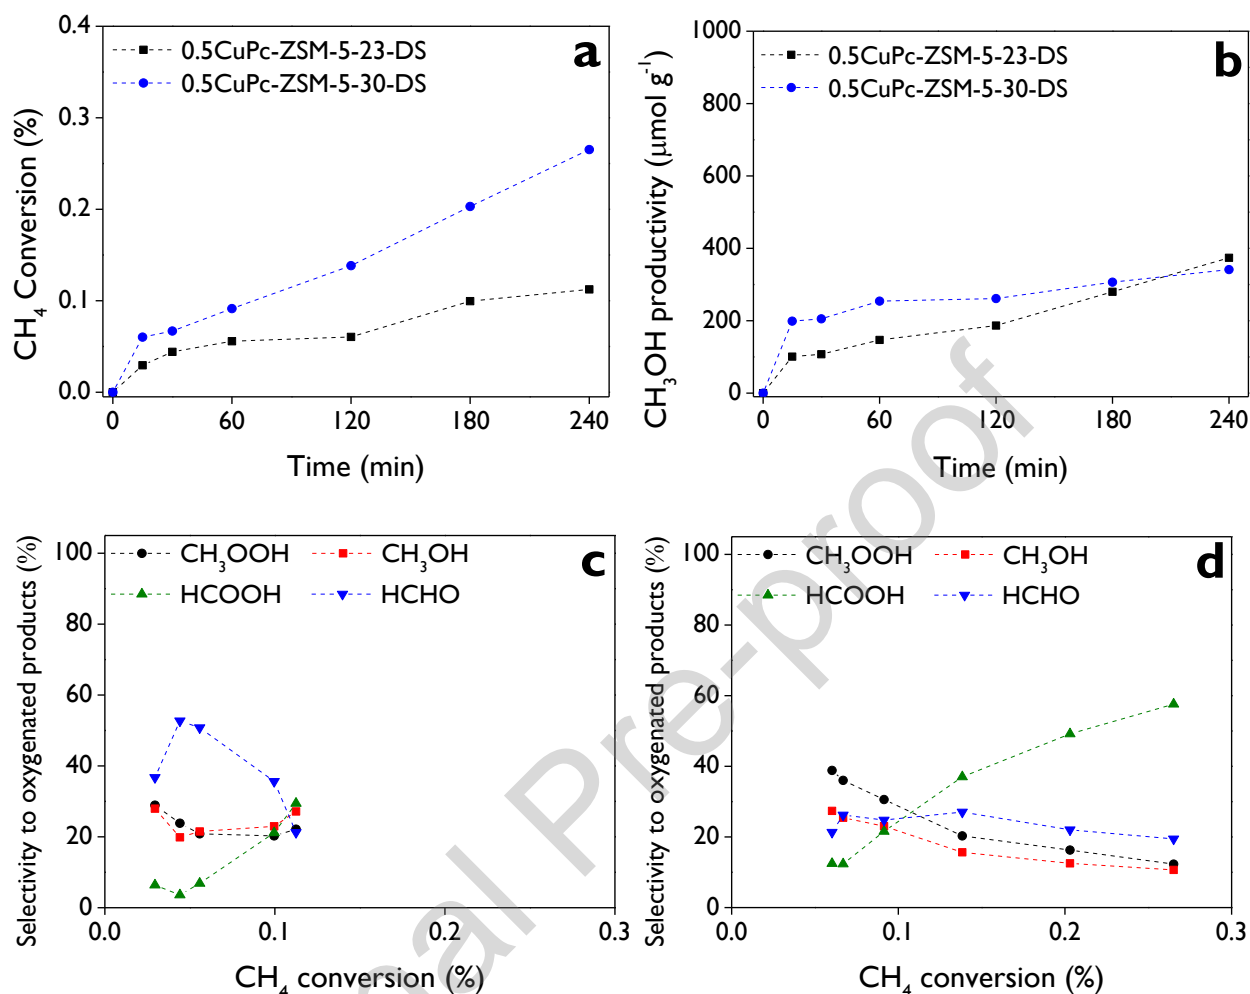 a
0.5CuPc-ZSM-5-23-DS
0.5CuPc-ZSM-5-30-DS
CH4 Conversion (%)
0.4
0.3
0.2
0.1
0.0
0 60 120 180 240
Time (min)
b
0.5CuPc-ZSM-5-23-DS
0.5CuPc-ZSM-5-30-DS
CH3OH productivity (μmol g-1)
1000
800
600
400
200
0
0 60 120 180 240
Time (min)
c
CH3OOH CH3OH
HCOOH HCHO
Selectivity to oxygenated products (%)
100
80
60
40
20
0
0.0 0.1 0.2 0.3
CH4 conversion (%)
d
CH3OOH CH3OH
HCOOH HCHO
Selectivity to oxygenated products (%)
100
80
60
40
20
0
0.0 0.1 0.2 0.3
CH4 conversion (%)
nal Pre-proof